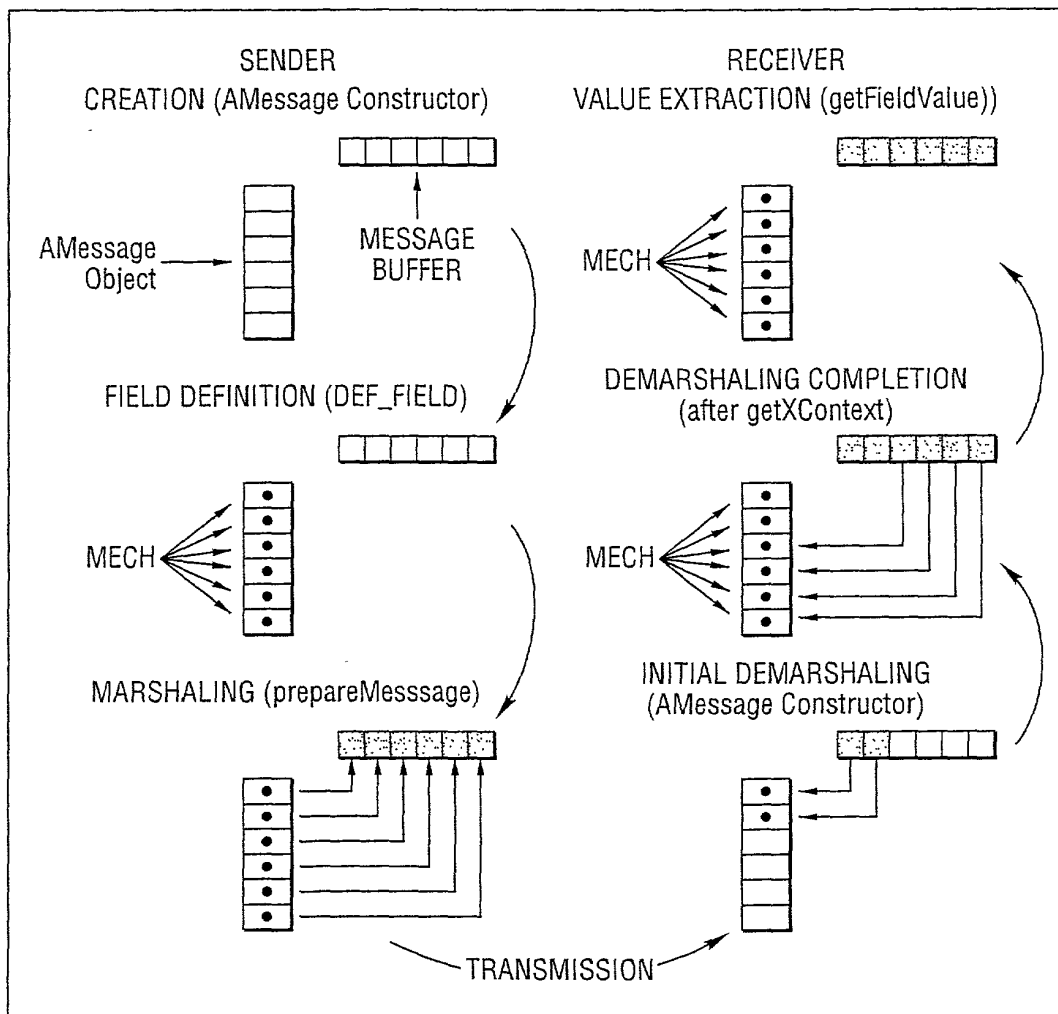 SENDER
CREATION (AMessage Constructor)
AMessage
Object
MESSAGE
BUFFER
FIELD DEFINITION (DEF_FIELD)
MECH
MARSHALING (prepareMesssage)
TRANSMISSION
RECEIVER
VALUE EXTRACTION (getFieldValue))
MECH
DEMARSHALING COMPLETION
(after getXContext)
MECH
INITIAL DEMARSHALING
(AMessage Constructor)